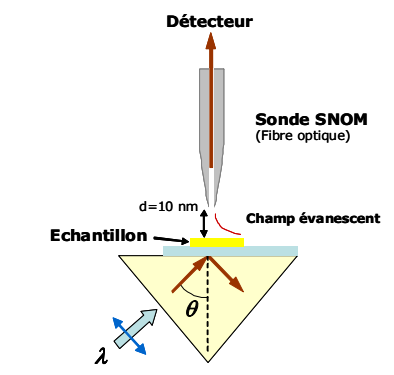 Détecteur
Sonde SNOM
(Fibre optique)
d=10 nm
Champ évanescent
Echantillon
θ
λ